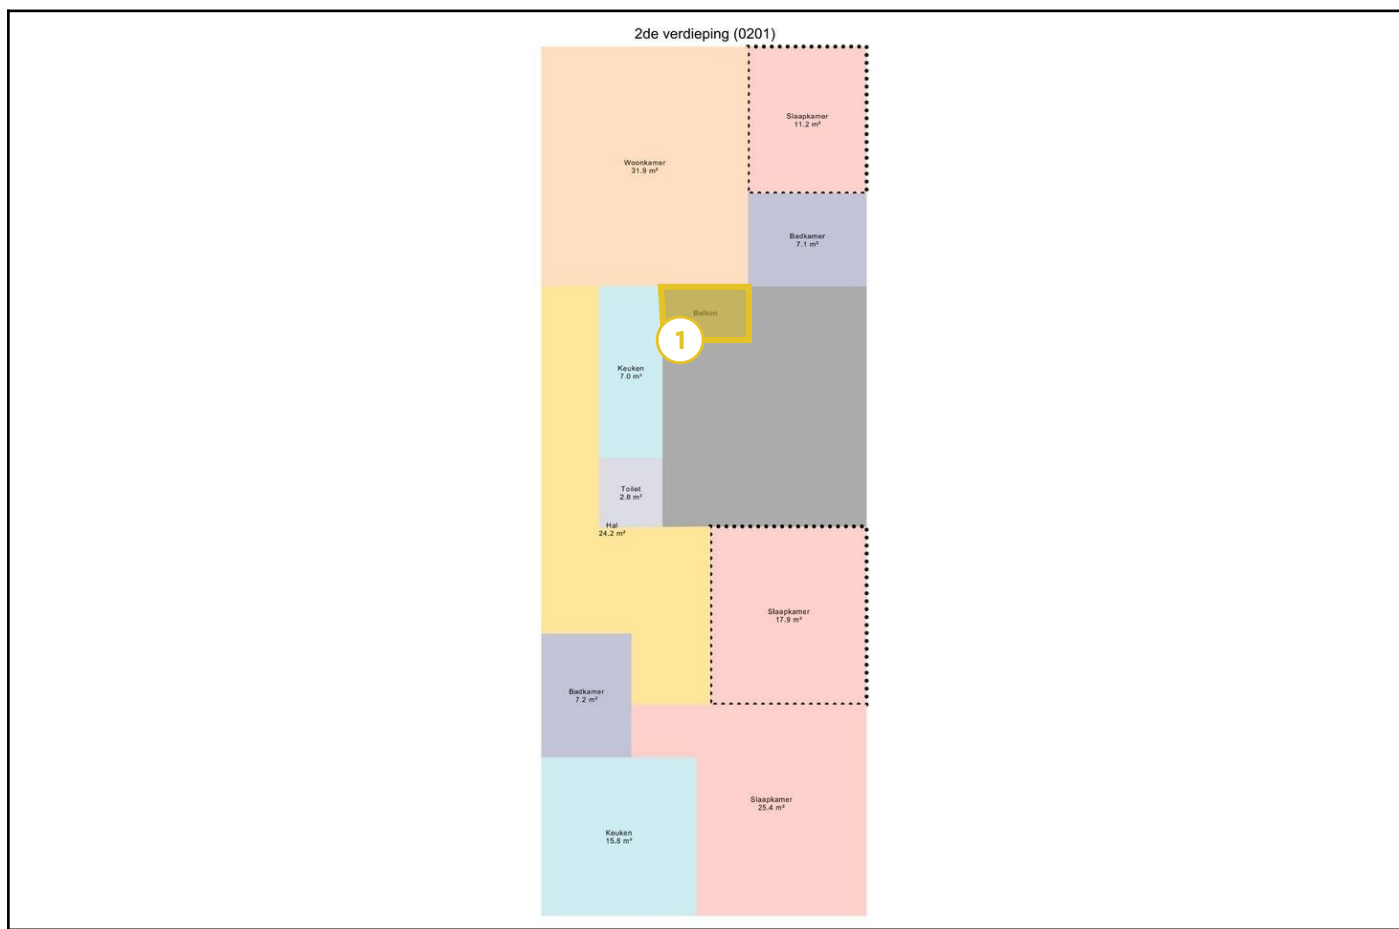 2de verdieping (0201)
Slaapkamer
11.2 m²
Woonkamer
31.9 m²
Badkamer
7.1 m²
Balkon
1
Keuken
7.0 m²
Toilet
2.8 m²
Hal
24.2 m²
Slaapkamer
17.9 m²
Badkamer
7.2 m²
Slaapkamer
25.4 m²
Keuken
15.8 m²